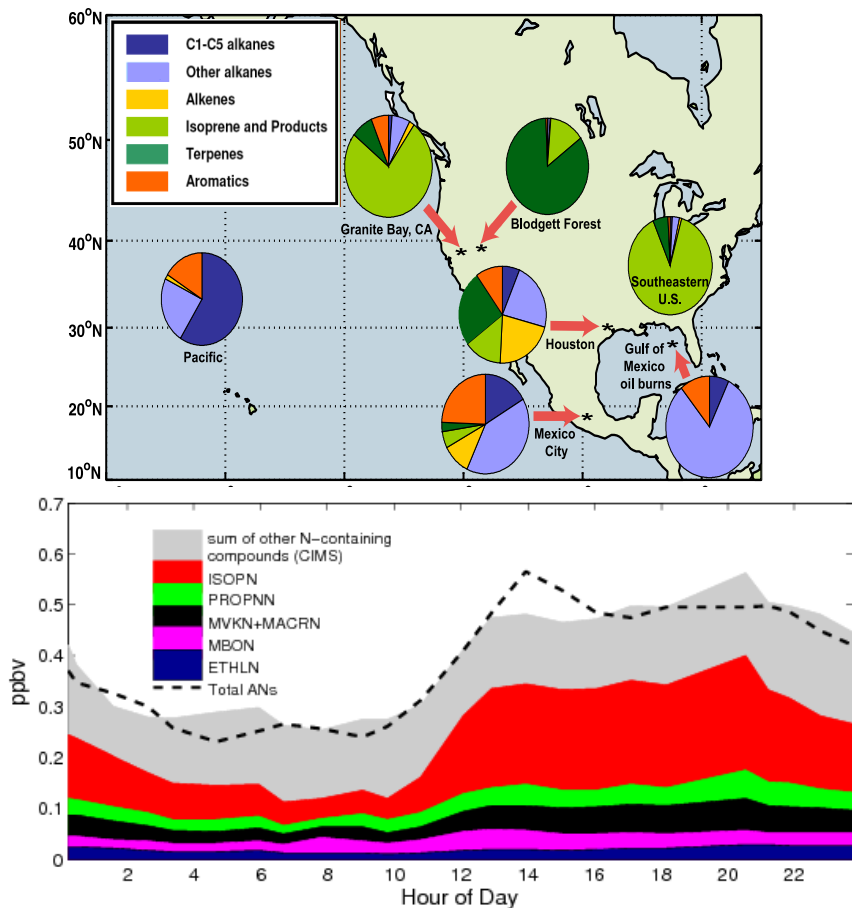 60°N
50°N
40°N
30°N
20°N
10°N
C1-C5 alkanes
Other alkanes
Alkenes
Isoprene and Products
Terpenes
Aromatics
Granite Bay, CA
Blodgett Forest
Southeastern
U.S.
Pacific
Houston
Gulf of
Mexico
oil burns
Mexico
City
0.7
0.6
0.5
0.4
0.3
0.2
0.1
0
ppbv
sum of other N−containing
compounds (CIMS)
ISOPN
PROPNN
MVKN+MACRN
MBON
ETHLN
Total ANs
2 4 6 8 10 12 14 16 18 20 22
Hour of Day